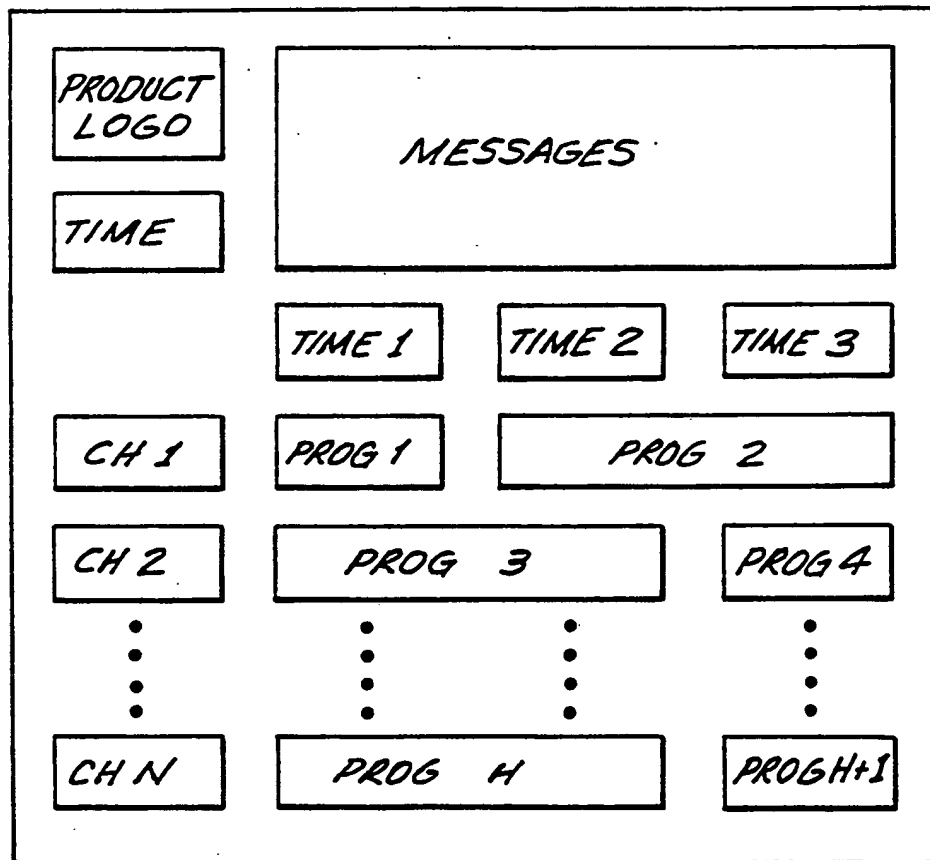 PRODUCT
LOGO
MESSAGES
TIME
TIME 1
TIME 2
TIME 3
CH 1
PROG 1
PROG 2
CH 2
PROG 3
PROG 4
CH N
PROG H
PROG H+1